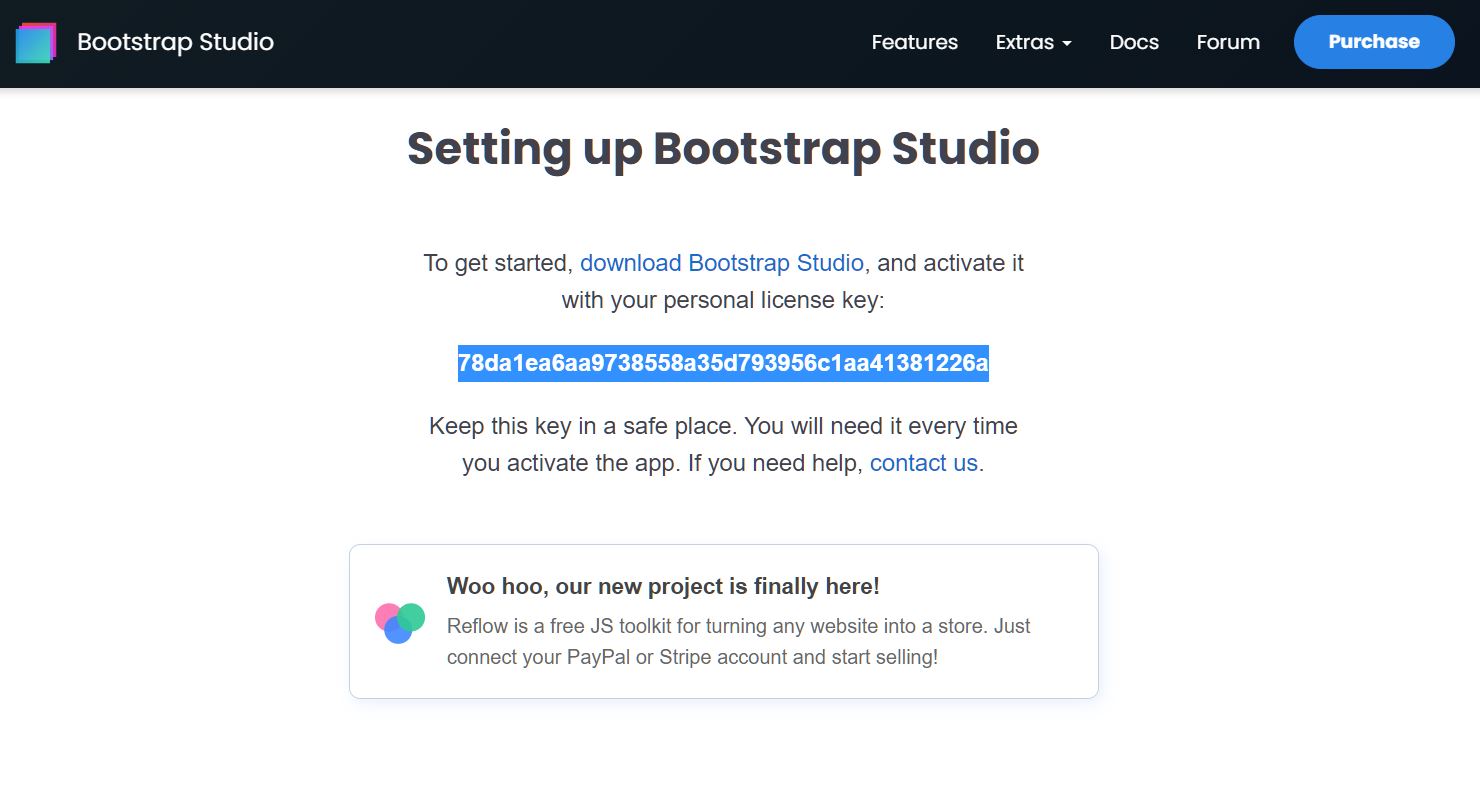 Bootstrap Studio
Features Extras Docs Forum Purchase
Setting up Bootstrap Studio
To get started, download Bootstrap Studio, and activate it
with your personal license key:
78da1ea6aa9738558a35d793956c1aa41381226a
Keep this key in a safe place. You will need it every time
you activate the app. If you need help, contact us.
Woo hoo, our new project is finally here!
Reflow is a free JS toolkit for turning any website into a store. Just
connect your PayPal or Stripe account and start selling!